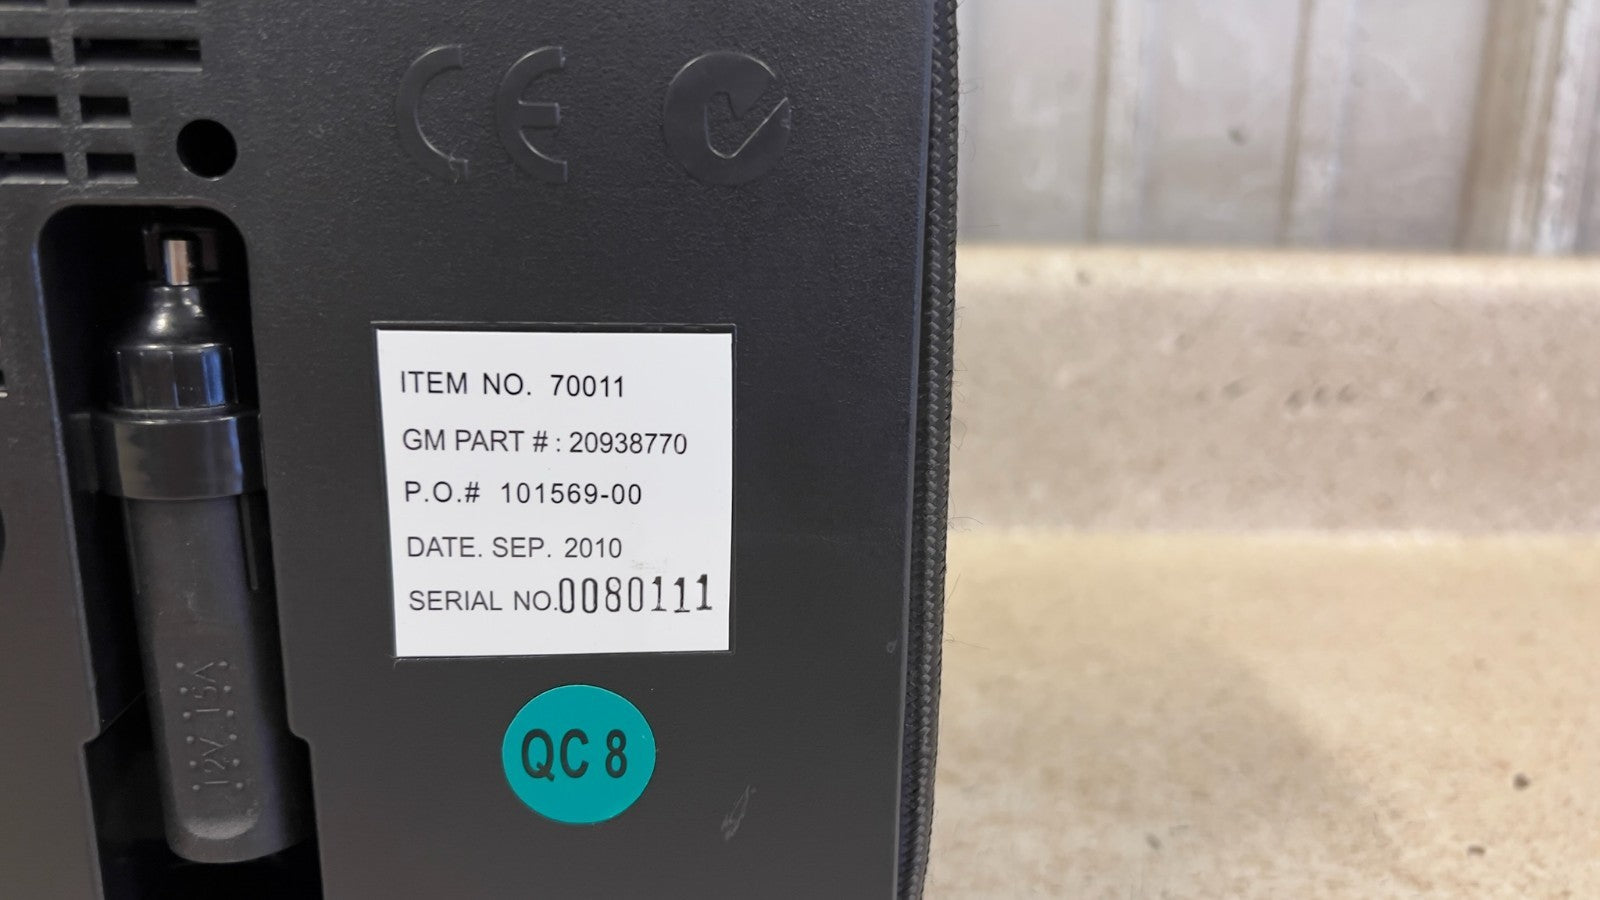 CE
ITEM NO. 70011
GM PART # : 20938770
P.O.# 101569-00
DATE. SEP. 2010
SERIAL NO.0080111
12V 15A
QC 8